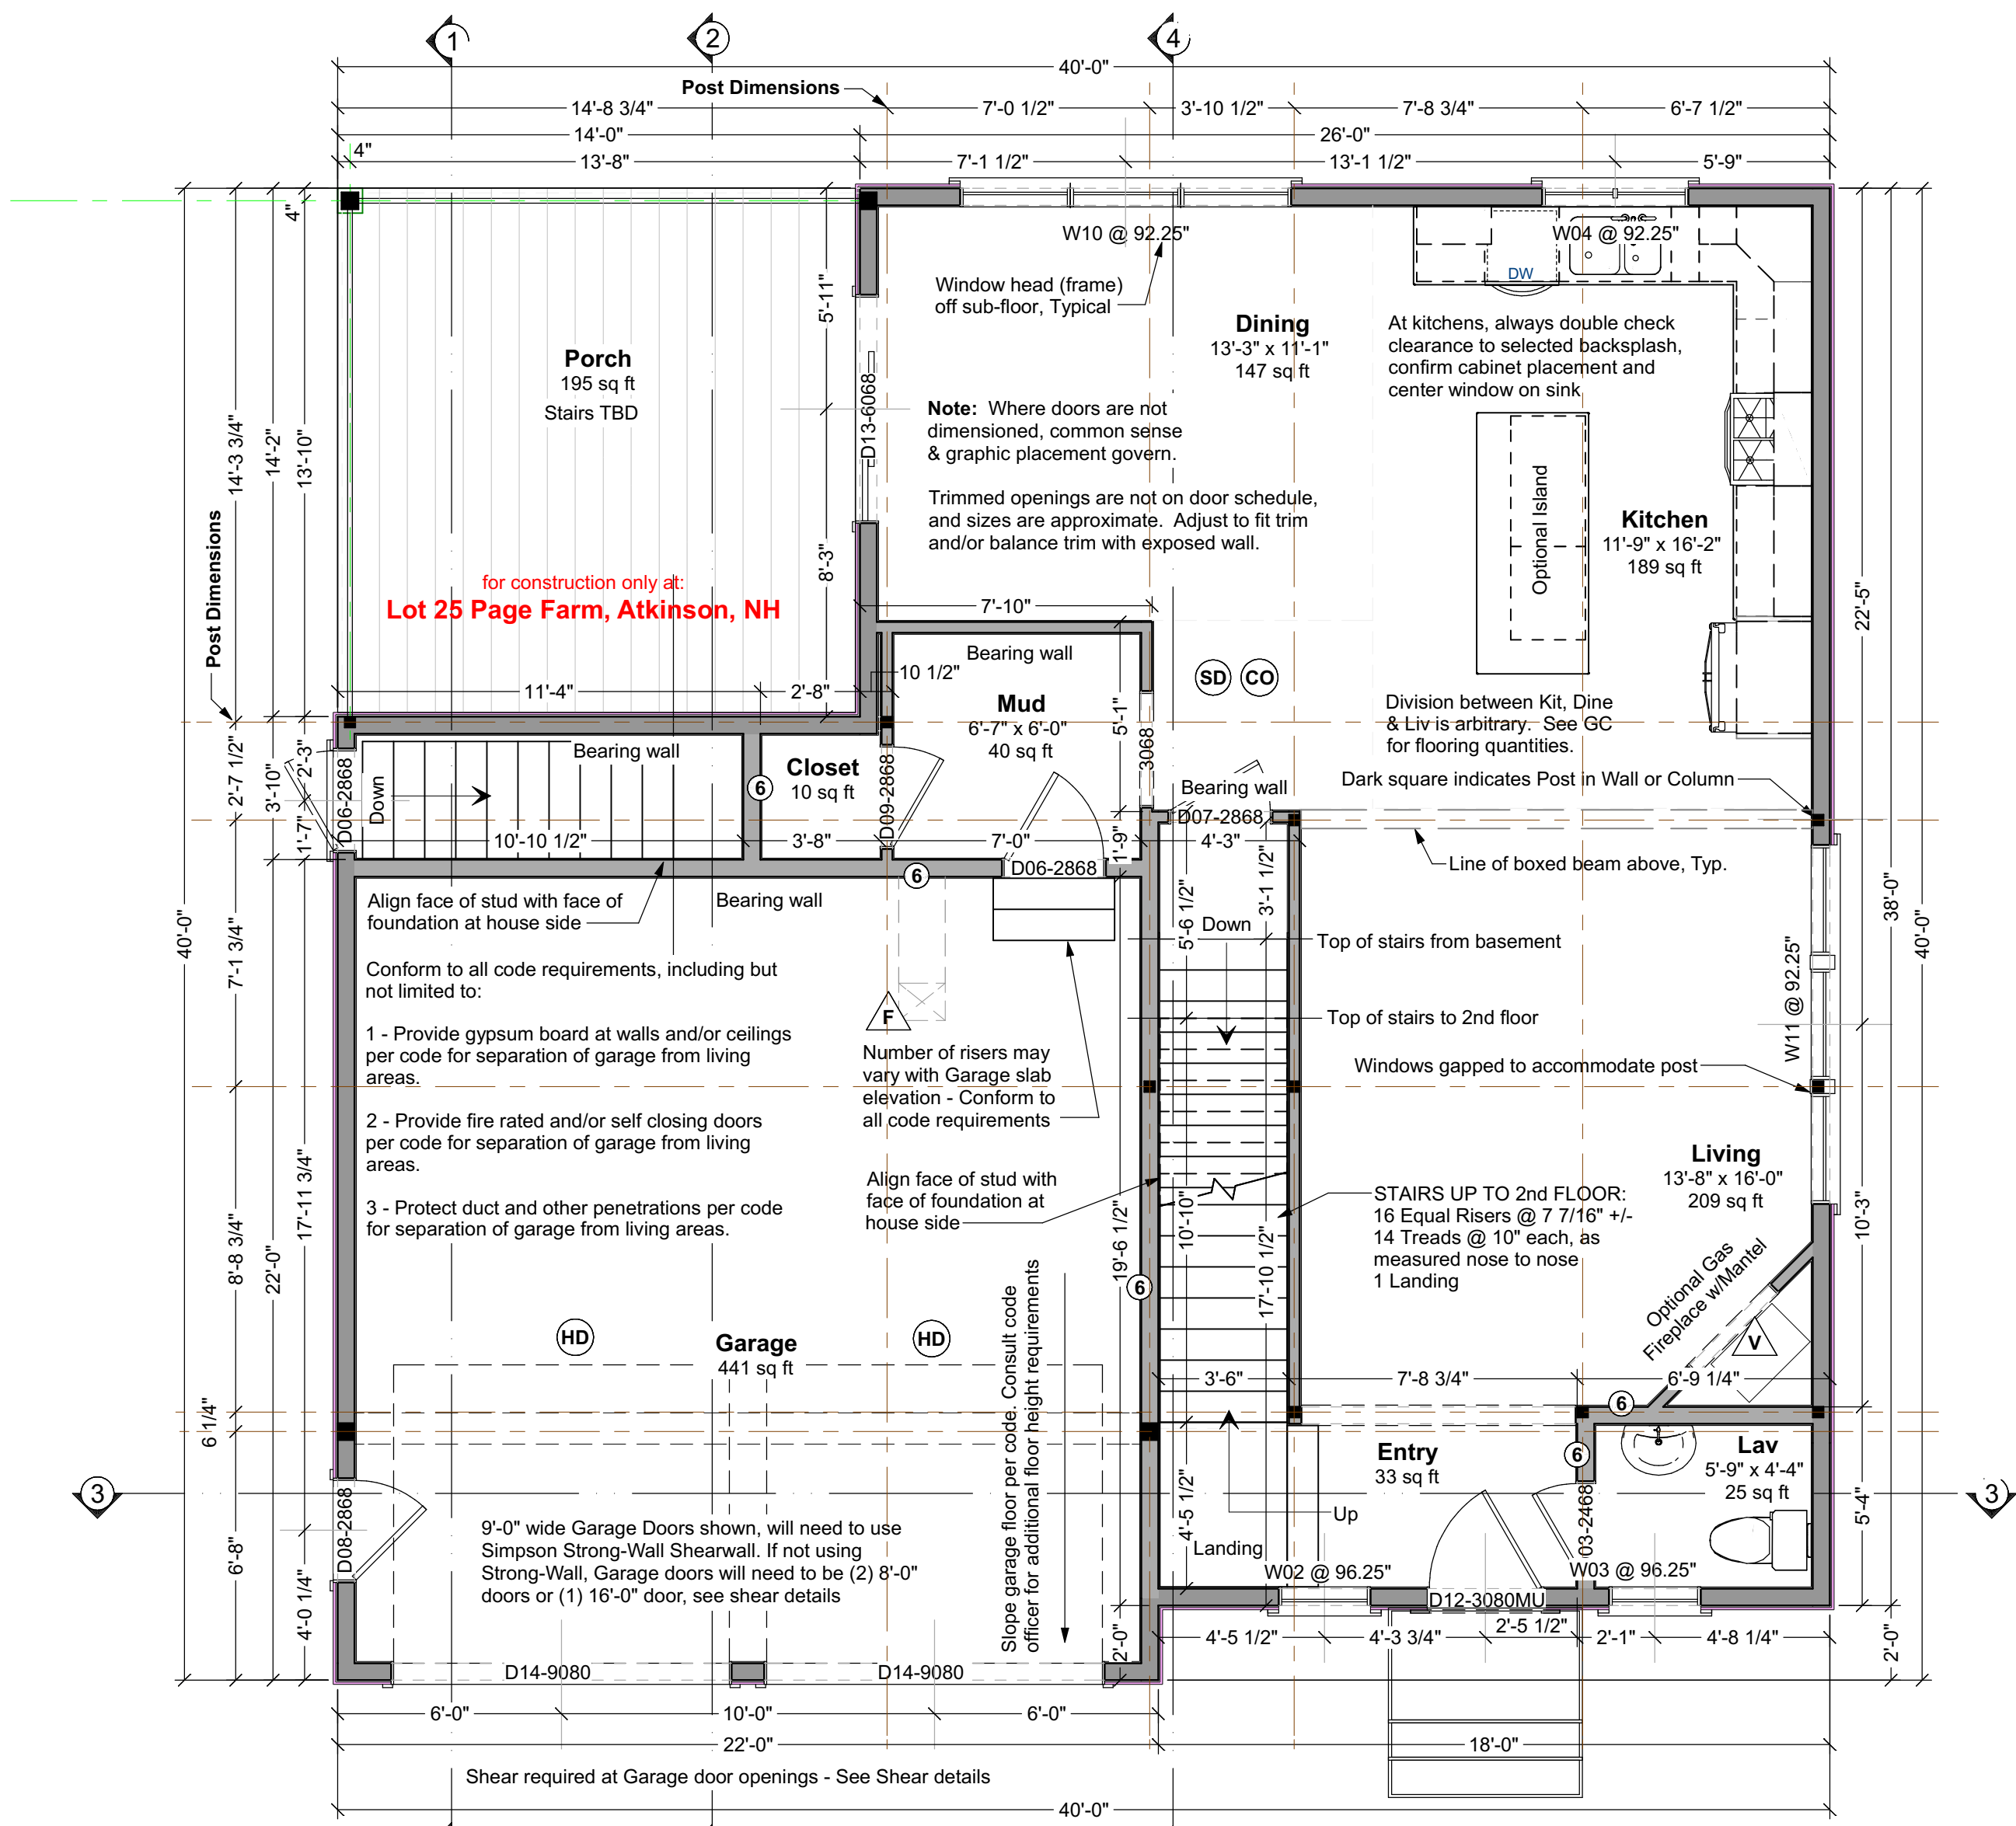 1
2
4
40'-0"
Post Dimensions
14'-8 3/4"
7'-0 1/2"
3'-10 1/2"
7'-8 3/4"
6'-7 1/2"
14'-0"
26'-0"
4"
13'-8"
7'-1 1/2"
13'-1 1/2"
5'-9"
4"
W10 @ 92.25"
W04 @ 92.25"
DW
Window head (frame)
off sub-floor, Typical
5'-11"
Porch
195 sq ft
Stairs TBD
Dining
13'-3" x 11'-1"
147 sq ft
At kitchens, always double check
clearance to selected backsplash,
confirm cabinet placement and
center window on sink
D13-6068
Note: Where doors are not
dimensioned, common sense
& graphic placement govern.
Trimmed openings are not on door schedule,
and sizes are approximate. Adjust to fit trim
and/or balance trim with exposed wall.
Optional Island
Kitchen
11'-9" x 16'-2"
189 sq ft
14'-3 3/4"
14'-2"
13'-10"
Post Dimensions
for construction only at:
Lot 25 Page Farm, Atkinson, NH
8'-3"
7'-10"
22'-5"
Bearing wall
10 1/2"
11'-4"
2'-8"
Mud
6'-7" x 6'-0"
40 sq ft
5'-1"
SD
CO
Division between Kit, Dine
& Liv is arbitrary. See GC
for flooring quantities.
Dark square indicates Post in Wall or Column
2'-7 1/2"
3'-10"
2'-3"
1'-7"
D06-2868
Down
Bearing wall
Closet
10 sq ft
6
D09-2868
3068
Bearing wall
D07-2868
10'-10 1/2"
3'-8"
7'-0"
1'-9"
4'-3"
D06-2868
6
Line of boxed beam above, Typ.
Align face of stud with face of
foundation at house side
Bearing wall
5'-6 1/2"
3'-1 1/2"
Down
Top of stairs from basement
40'-0"
7'-1 3/4"
38'-0"
40'-0"
W11 @ 92.25"
Conform to all code requirements, including but
not limited to:
1 - Provide gypsum board at walls and/or ceilings
per code for separation of garage from living
areas.
2 - Provide fire rated and/or self closing doors
per code for separation of garage from living
areas.
3 - Protect duct and other penetrations per code
for separation of garage from living areas.
F
Number of risers may
vary with Garage slab
elevation - Conform to
all code requirements
Top of stairs to 2nd floor
Windows gapped to accommodate post
Align face of stud with
face of foundation at
house side
Living
13'-8" x 16'-0"
209 sq ft
STAIRS UP TO 2nd FLOOR:
16 Equal Risers @ 7 7/16" +/-
14 Treads @ 10" each, as
measured nose to nose
1 Landing
8'-8 3/4"
22'-0"
17'-11 3/4"
19'-6 1/2"
10'-10"
17'-10 1/2"
10'-3"
6
Optional Gas
Fireplace w/Mantel
V
HD
HD
Garage
441 sq ft
Slope garage floor per code. Consult code
officer for additional floor height requirements
3'-6"
7'-8 3/4"
6'-9 1/4"
6 1/4"
6
6
Entry
33 sq ft
Lav
5'-9" x 4'-4"
25 sq ft
3
3
4'-5 1/2"
Up
Landing
03-2468
5'-4"
6'-8"
4'-0 1/4"
D08-2868
9'-0" wide Garage Doors shown, will need to use
Simpson Strong-Wall Shearwall. If not using
Strong-Wall, Garage doors will need to be (2) 8'-0"
doors or (1) 16'-0" door, see shear details
W02 @ 96.25"
W03 @ 96.25"
D12-3080MU
2'-0"
4'-5 1/2"
4'-3 3/4"
2'-5 1/2"
2'-1"
4'-8 1/4"
2'-0"
D14-9080
D14-9080
6'-0"
10'-0"
6'-0"
22'-0"
18'-0"
Shear required at Garage door openings - See Shear details
40'-0"